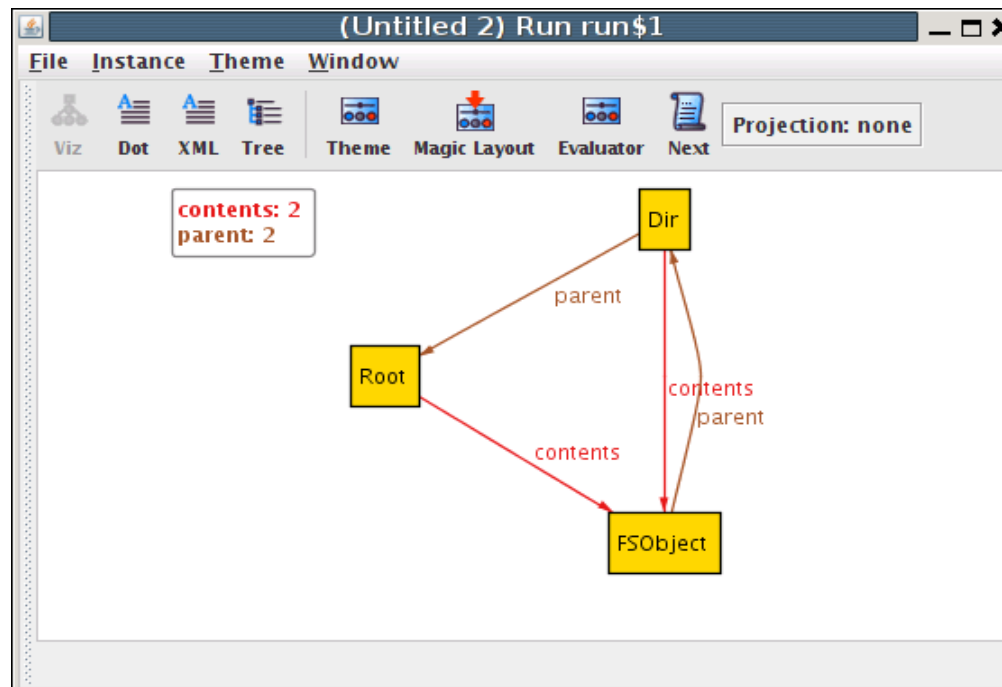 (Untitled 2) Run run$1
File Instance Theme Window
Viz Dot XML Tree Theme Magic Layout Evaluator Next Projection: none
contents: 2
parent: 2
Dir
parent
Root
contents
parent
contents
FSObject